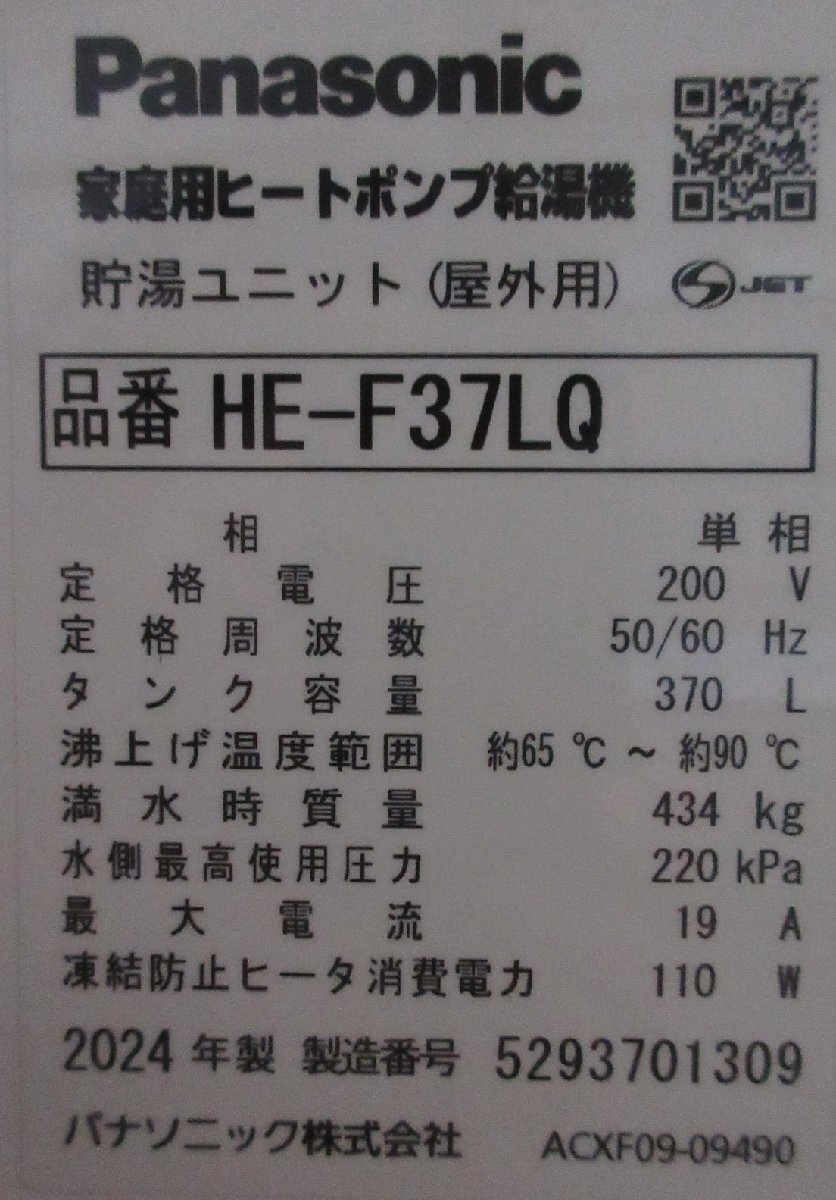 Panasonic
家庭用ヒートポンプ給湯機
貯湯ユニット(屋外用)
JET
品番 HE-F37LQ
相 単相
定格電圧 200 V
定格周波数 50/60 Hz
タンク容量 370 L
沸上げ温度範囲 約65 ℃ ~ 約90 ℃
満水時質量 434 kg
水側最高使用圧力 220 kPa
最大電流 19 A
凍結防止ヒータ消費電力 110 W
2024 年製 製造番号 5293701309
パナソニック株式会社 ACXF09-09490